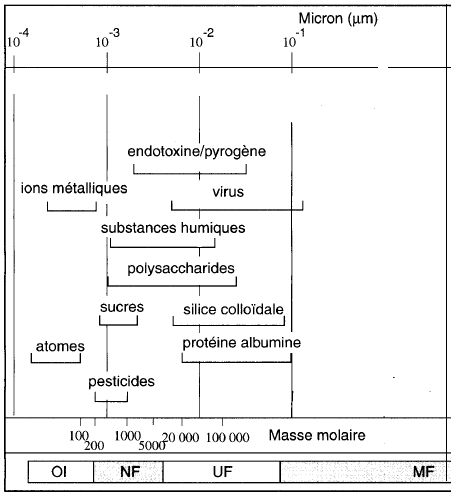 Micron (µm)
10⁻⁴ 10⁻³ 10⁻² 10⁻¹
endotoxine/pyrogène
ions métalliques virus
substances humiques
polysaccharides
sucres silice colloïdale
atomes protéine albumine
pesticides
100 1000 20 000 100 000 Masse molaire
200 5000
OI NF UF MF